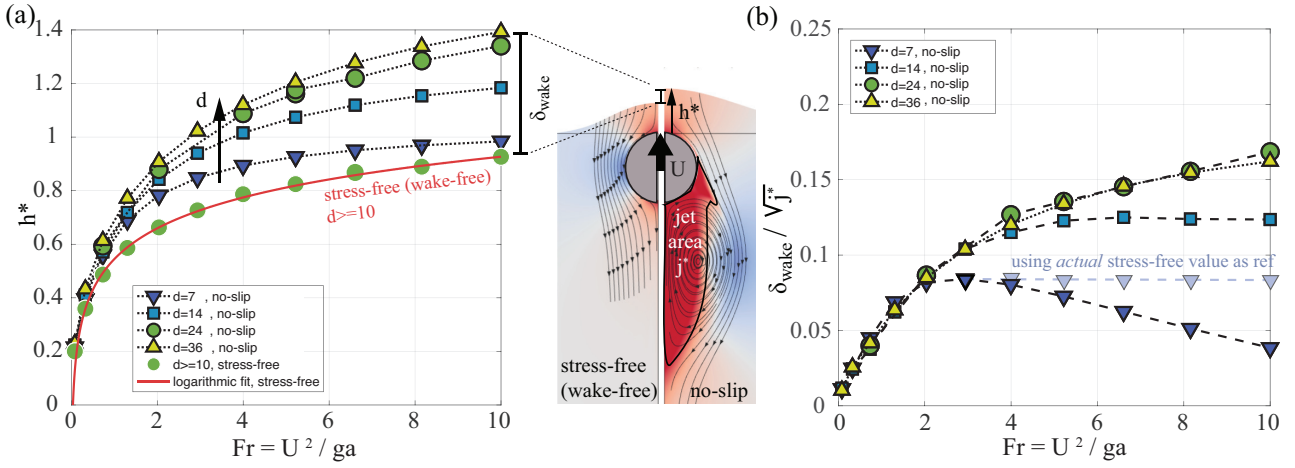 (a)
h*
1.4
1.2
1
0.8
0.6
0.4
0.2
0
0
2
4
6
8
10
Fr = U ² / ga
d
δwake
stress-free (wake-free)
d>=10
d=7 , no-slip
d=14 , no-slip
d=24 , no-slip
d=36 , no-slip
d>=10, stress-free
logarithmic fit, stress-free
h*
U
jet
area
j*
stress-free
(wake-free)
no-slip
(b)
δwake / √j*
0.2
0.15
0.1
0.05
0
0
2
4
6
8
10
Fr = U ² / ga
d=7, no-slip
d=14, no-slip
d=24, no-slip
d=36, no-slip
using actual stress-free value as ref